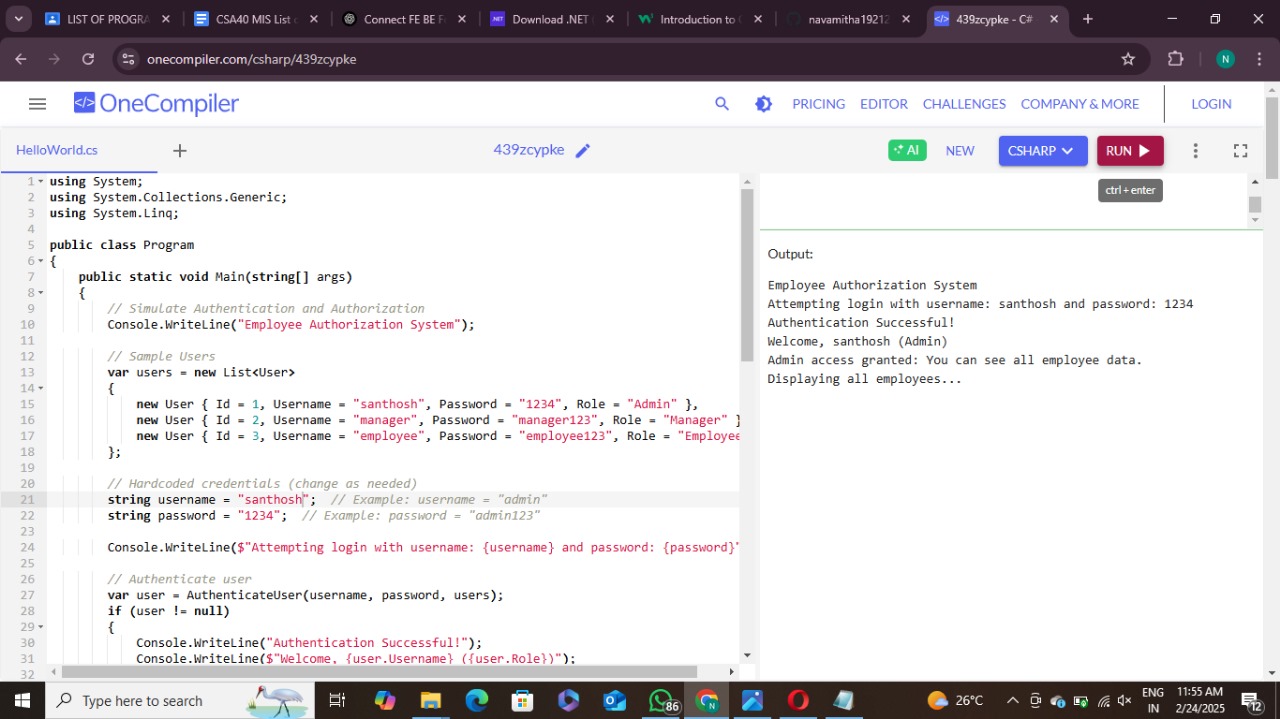 LIST OF PROGRA
CSA40 MIS List
Connect FE BE F
Download .NET
Introduction to
navamitha19212
439zcypke - C#
onecompiler.com/csharp/439zcypke
N
</> OneCompiler
PRICING
EDITOR
CHALLENGES
COMPANY & MORE
LOGIN
HelloWorld.cs
439zcypke
AI
NEW
CSHARP
RUN
ctrl+enter
1 using System;
2 using System.Collections.Generic;
3 using System.Linq;
4
5 public class Program
6 {
7 public static void Main(string[] args)
8 {
9 // Simulate Authentication and Authorization
10 Console.WriteLine("Employee Authorization System");
11
12 // Sample Users
13 var users = new List<User>
14 {
15 new User { Id = 1, Username = "santhosh", Password = "1234", Role = "Admin" },
16 new User { Id = 2, Username = "manager", Password = "manager123", Role = "Manager" }
17 new User { Id = 3, Username = "employee", Password = "employee123", Role = "Employee
18 };
19
20 // Hardcoded credentials (change as needed)
21 string username = "santhosh"; // Example: username = "admin"
22 string password = "1234"; // Example: password = "admin123"
23
24 Console.WriteLine($"Attempting login with username: {username} and password: {password}"
25
26 // Authenticate user
27 var user = AuthenticateUser(username, password, users);
28 if (user != null)
29 {
30 Console.WriteLine("Authentication Successful!");
31 Console.WriteLine($"Welcome, {user.Username} ({user.Role})");
32
Output:
Employee Authorization System
Attempting login with username: santhosh and password: 1234
Authentication Successful!
Welcome, santhosh (Admin)
Admin access granted: You can see all employee data.
Displaying all employees...
Type here to search
86
26°C
ENG
IN
11:55 AM
2/24/2025
12